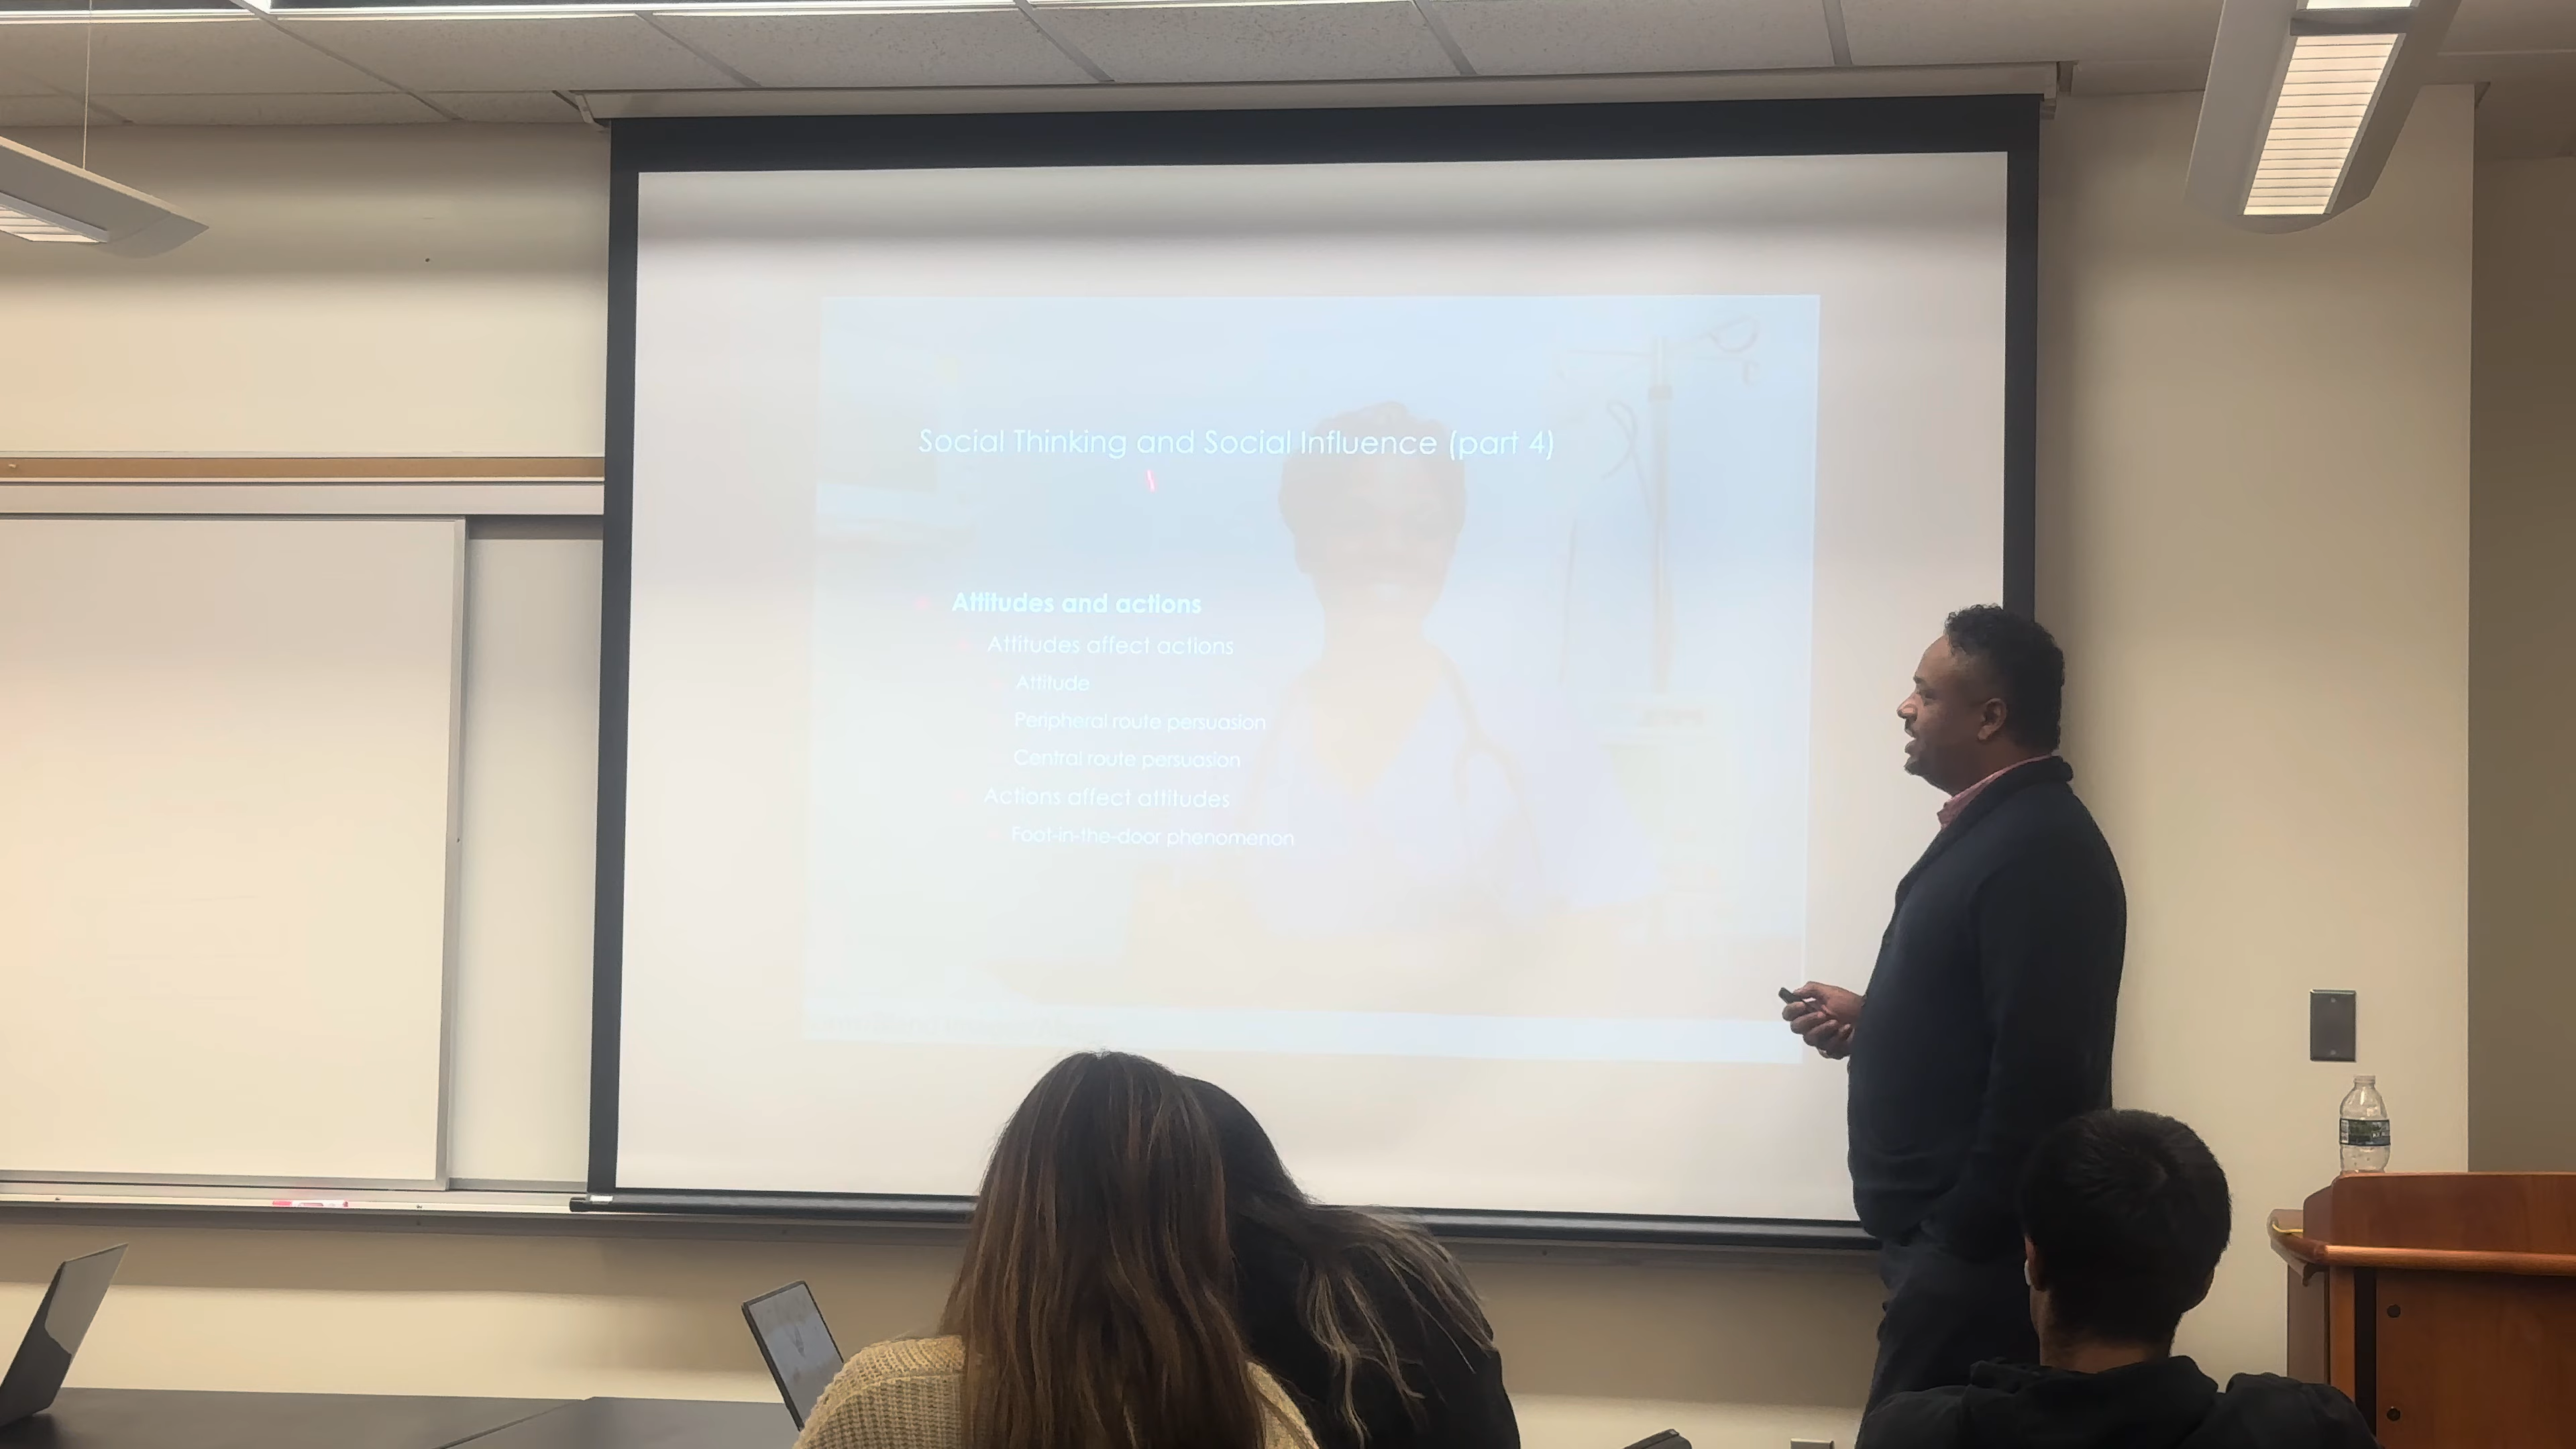 Social Thinking and Social Influence (part 4)
Attitudes and actions
Attitudes affect actions
Attitude
Peripheral route persuasion
Central route persuasion
Actions affect attitudes
Foot-in-the-door phenomenon